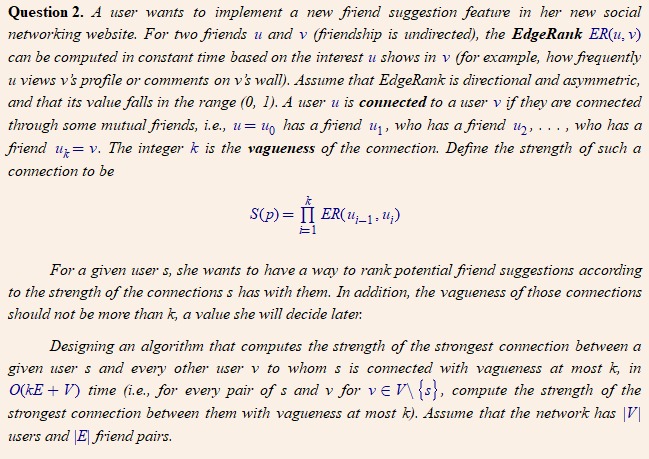 Question 2. A user wants to implement a new friend suggestion feature in her new social
networking website. For two friends u and v (friendship is undirected), the EdgeRank ER(u, v)
can be computed in constant time based on the interest u shows in v (for example, how frequently
u views v's profile or comments on v's wall). Assume that EdgeRank is directional and asymmetric,
and that its value falls in the range (0, 1). A user u is connected to a user v if they are connected
through some mutual friends, i.e., u = u₀ has a friend u₁, who has a friend u₂, . . . , who has a
friend uₖ = v. The integer k is the vagueness of the connection. Define the strength of such a
connection to be
S(p) = ∏ᵢ₌₁ᵏ ER(uᵢ₋₁, uᵢ)
For a given user s, she wants to have a way to rank potential friend suggestions according
to the strength of the connections s has with them. In addition, the vagueness of those connections
should not be more than k, a value she will decide later.
Designing an algorithm that computes the strength of the strongest connection between a
given user s and every other user v to whom s is connected with vagueness at most k, in
O(kE + V) time (i.e., for every pair of s and v for v ∈ V\{s}, compute the strength of the
strongest connection between them with vagueness at most k). Assume that the network has |V|
users and |E| friend pairs.